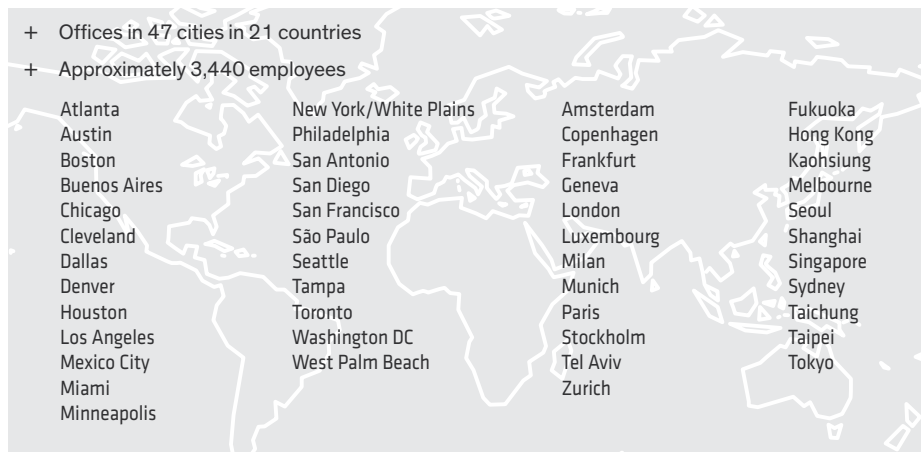 + Offices in 47 cities in 21 countries
+ Approximately 3,440 employees
Atlanta
Austin
Boston
Buenos Aires
Chicago
Cleveland
Dallas
Denver
Houston
Los Angeles
Mexico City
Miami
Minneapolis
New York/White Plains
Philadelphia
San Antonio
San Diego
San Francisco
São Paulo
Seattle
Tampa
Toronto
Washington DC
West Palm Beach
Amsterdam
Copenhagen
Frankfurt
Geneva
London
Luxembourg
Milan
Munich
Paris
Stockholm
Tel Aviv
Zurich
Fukuoka
Hong Kong
Kaohsiung
Melbourne
Seoul
Shanghai
Singapore
Sydney
Taichung
Taipei
Tokyo